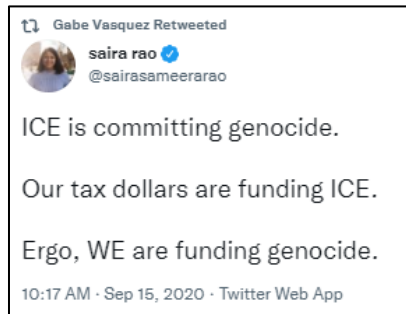 Gabe Vasquez Retweeted
saira rao
@sairasameerarao
ICE is committing genocide.
Our tax dollars are funding ICE.
Ergo, WE are funding genocide.
10:17 AM · Sep 15, 2020 · Twitter Web App